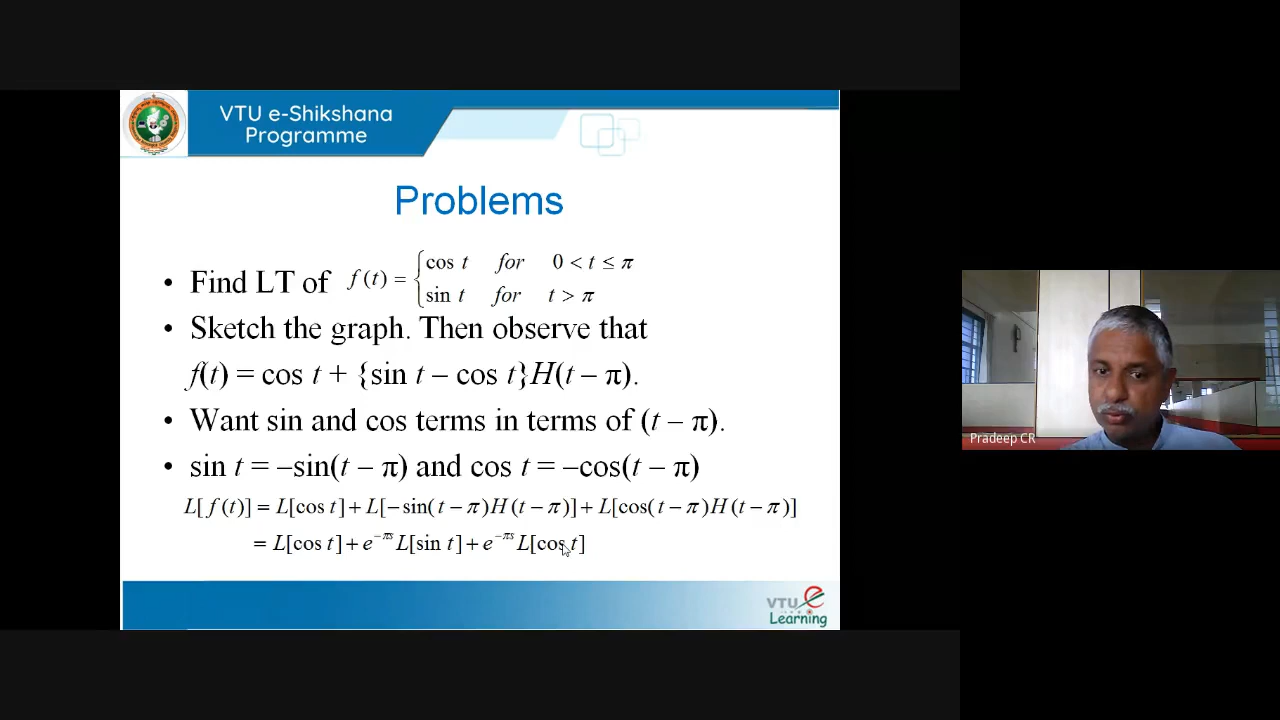 VTU e-Shikshana
Programme
Problems
• Find LT of f(t) = { cos t for 0 < t ≤ π
sin t for t > π
• Sketch the graph. Then observe that
f(t) = cos t + {sin t – cos t}H(t – π).
• Want sin and cos terms in terms of (t – π).
• sin t = –sin(t – π) and cos t = –cos(t – π)
L[f(t)] = L[cos t] + L[− sin(t − π)H(t − π)] + L[cos(t − π)H(t − π)]
= L[cos t] + e^{−πs} L[sin t] + e^{−πs} L[cos t]
VTU e
Learning
Pradeep CR